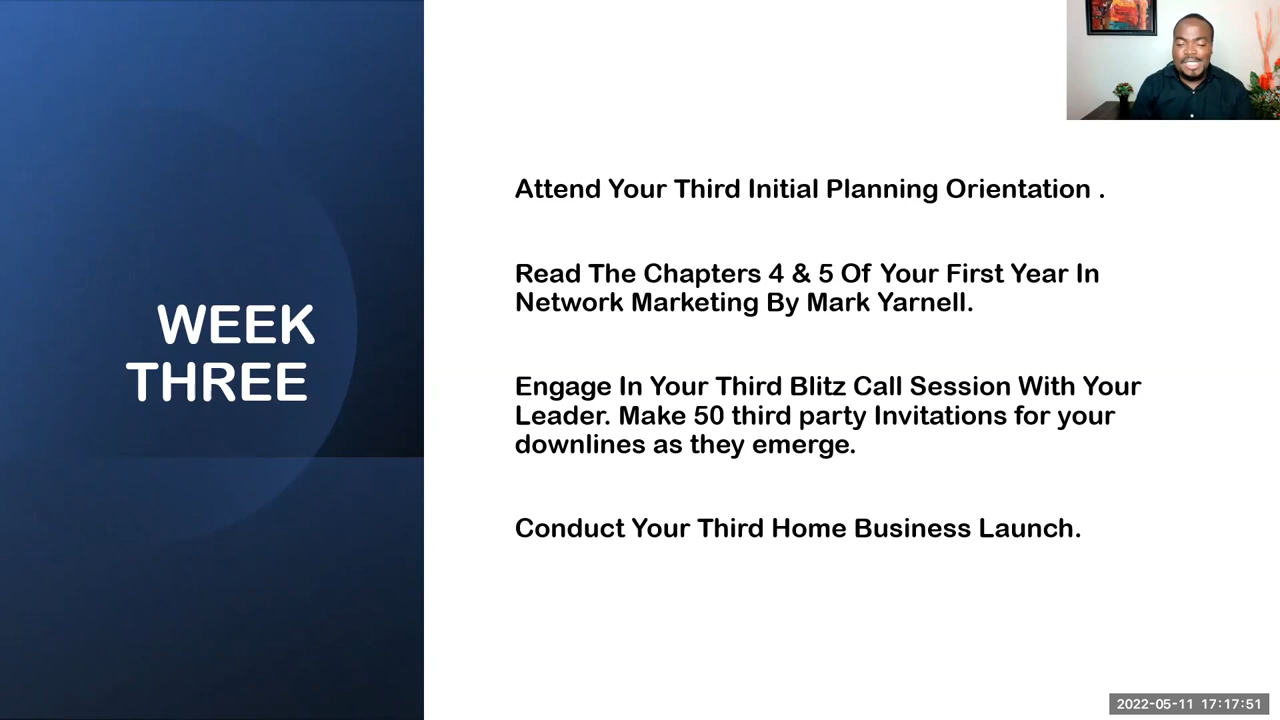 WEEK
THREE
Attend Your Third Initial Planning Orientation .
Read The Chapters 4 & 5 Of Your First Year In
Network Marketing By Mark Yarnell.
Engage In Your Third Blitz Call Session With Your
Leader. Make 50 third party Invitations for your
downlines as they emerge.
Conduct Your Third Home Business Launch.
2022-05-11 17:17:51